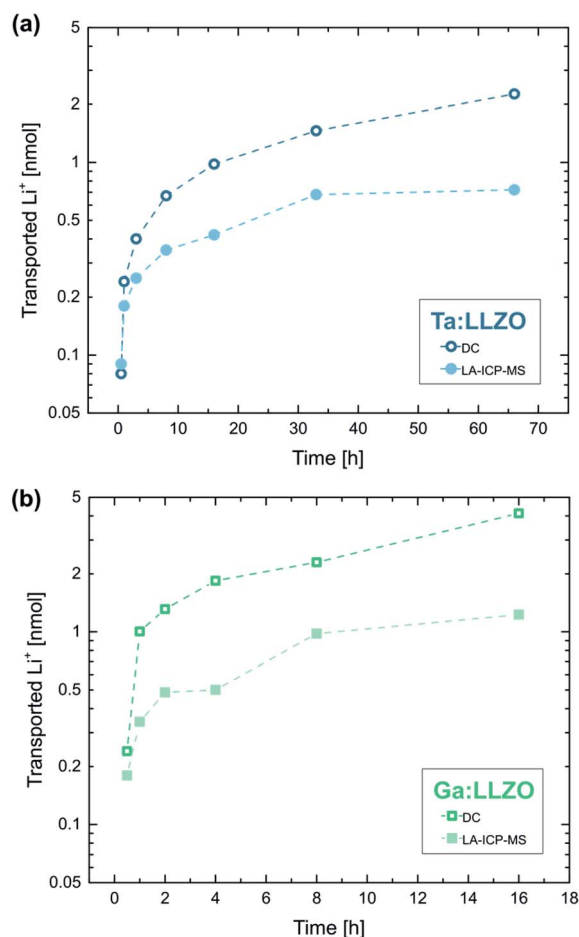 (a)
5
2
1
0.5
0.2
0.1
0.05
Transported Li⁺ [nmol]
Ta:LLZO
DC
LA-ICP-MS
0 10 20 30 40 50 60 70
Time [h]
(b)
5
2
1
0.5
0.2
0.1
0.05
Transported Li⁺ [nmol]
Ga:LLZO
DC
LA-ICP-MS
0 2 4 6 8 10 12 14 16 18
Time [h]